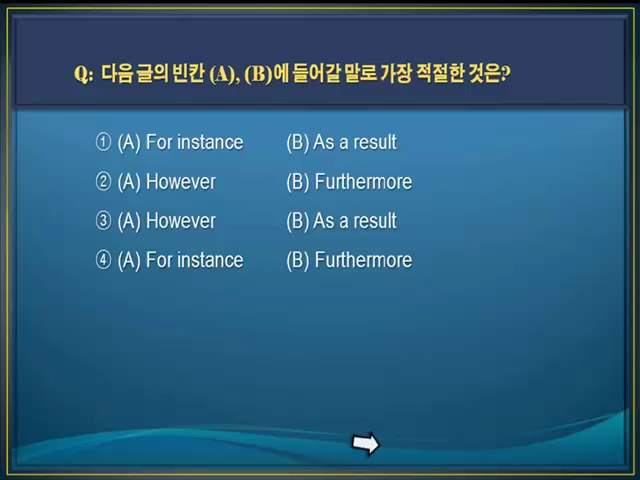 Q: 다음 글의 빈칸 (A), (B)에 들어갈 말로 가장 적절한 것은?
① (A) For instance (B) As a result
② (A) However (B) Furthermore
③ (A) However (B) As a result
④ (A) For instance (B) Furthermore